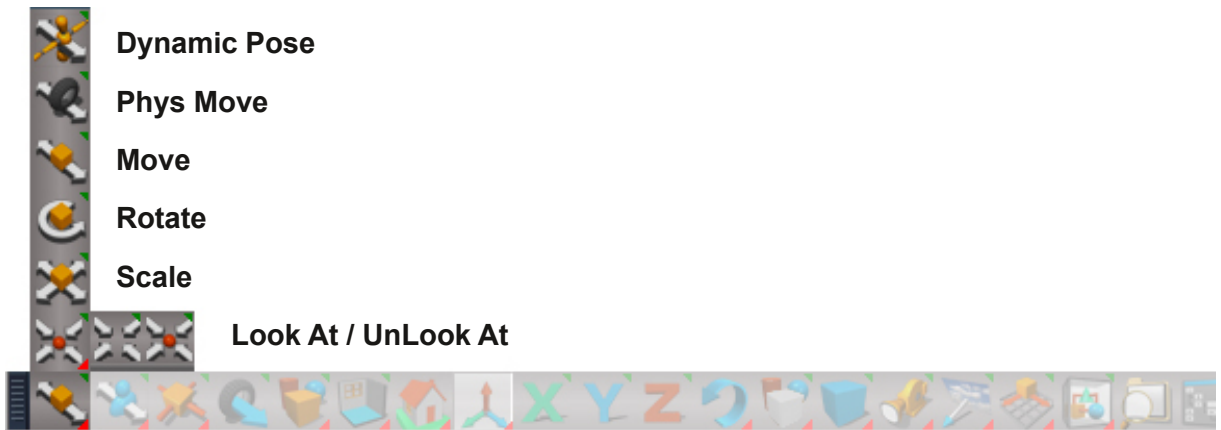 Dynamic Pose
Phys Move
Move
Rotate
Scale
Look At / UnLook At
X Y Z